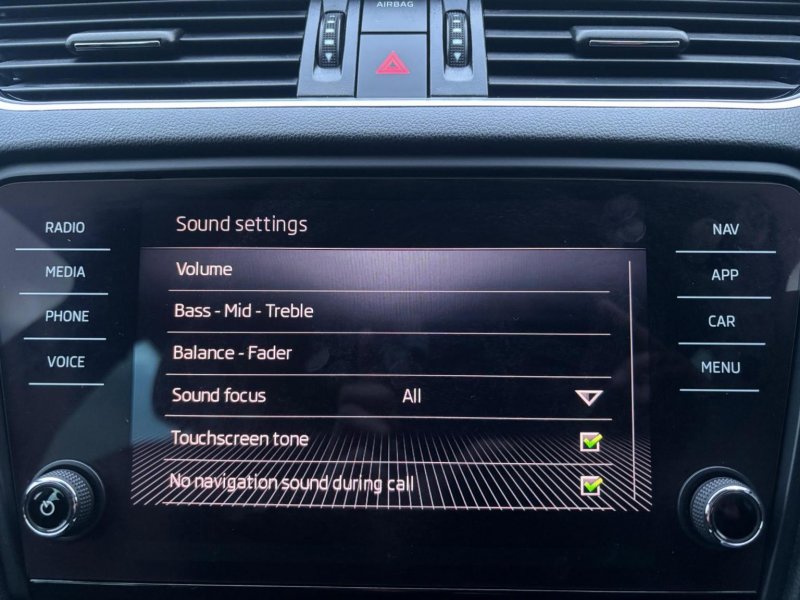 AIRBAG
RADIO
MEDIA
PHONE
VOICE
Sound settings
Volume
Bass - Mid - Treble
Balance - Fader
Sound focus All
Touchscreen tone
No navigation sound during call
NAV
APP
CAR
MENU